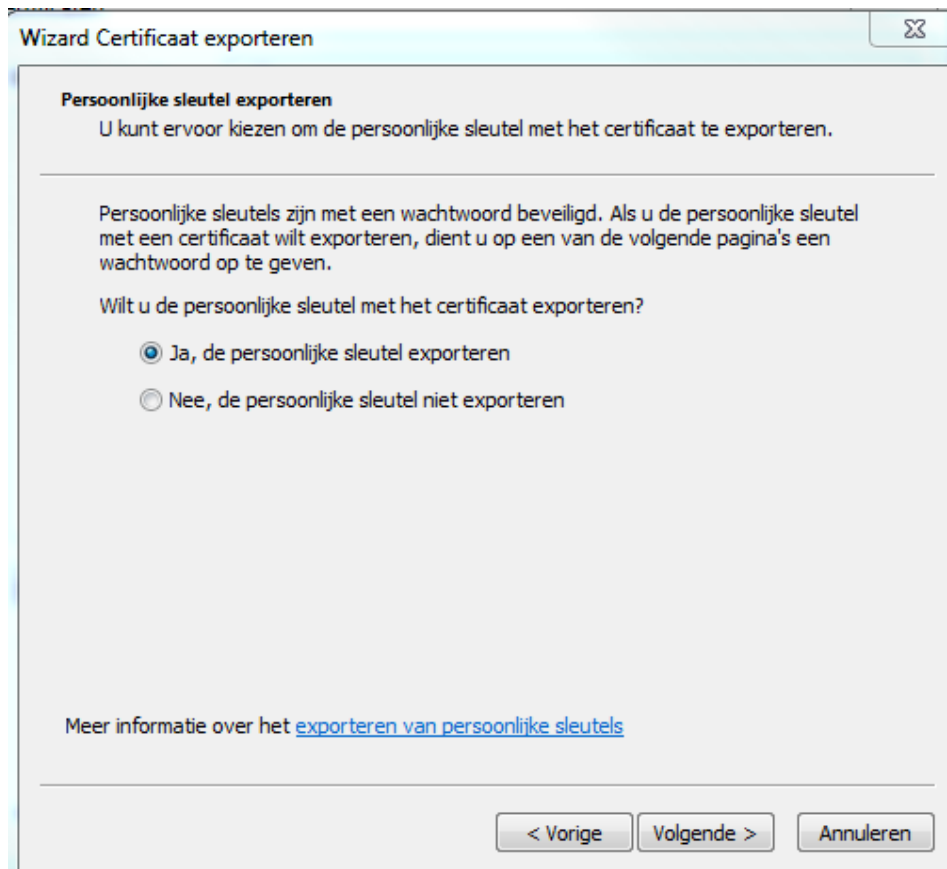 Wizard Certificaat exporteren
Persoonlijke sleutel exporteren
U kunt ervoor kiezen om de persoonlijke sleutel met het certificaat te exporteren.
Persoonlijke sleutels zijn met een wachtwoord beveiligd. Als u de persoonlijke sleutel
met een certificaat wilt exporteren, dient u op een van de volgende pagina's een
wachtwoord op te geven.
Wilt u de persoonlijke sleutel met het certificaat exporteren?
Ja, de persoonlijke sleutel exporteren
Nee, de persoonlijke sleutel niet exporteren
Meer informatie over het exporteren van persoonlijke sleutels
< Vorige Volgende > Annuleren